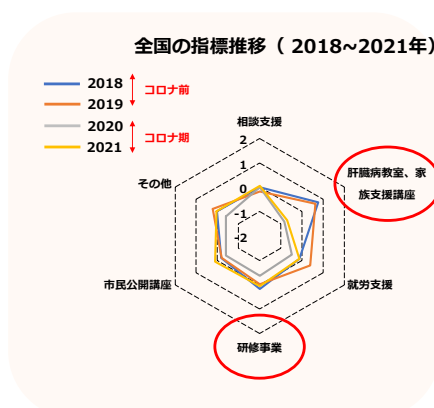 全国の指標推移（ 2018~2021年）
2018
2019
コロナ前
2020
2021
コロナ期
相談支援
肝臓病教室、家
族支援講座
就労支援
研修事業
市民公開講座
その他
2
1
0
-1
-2